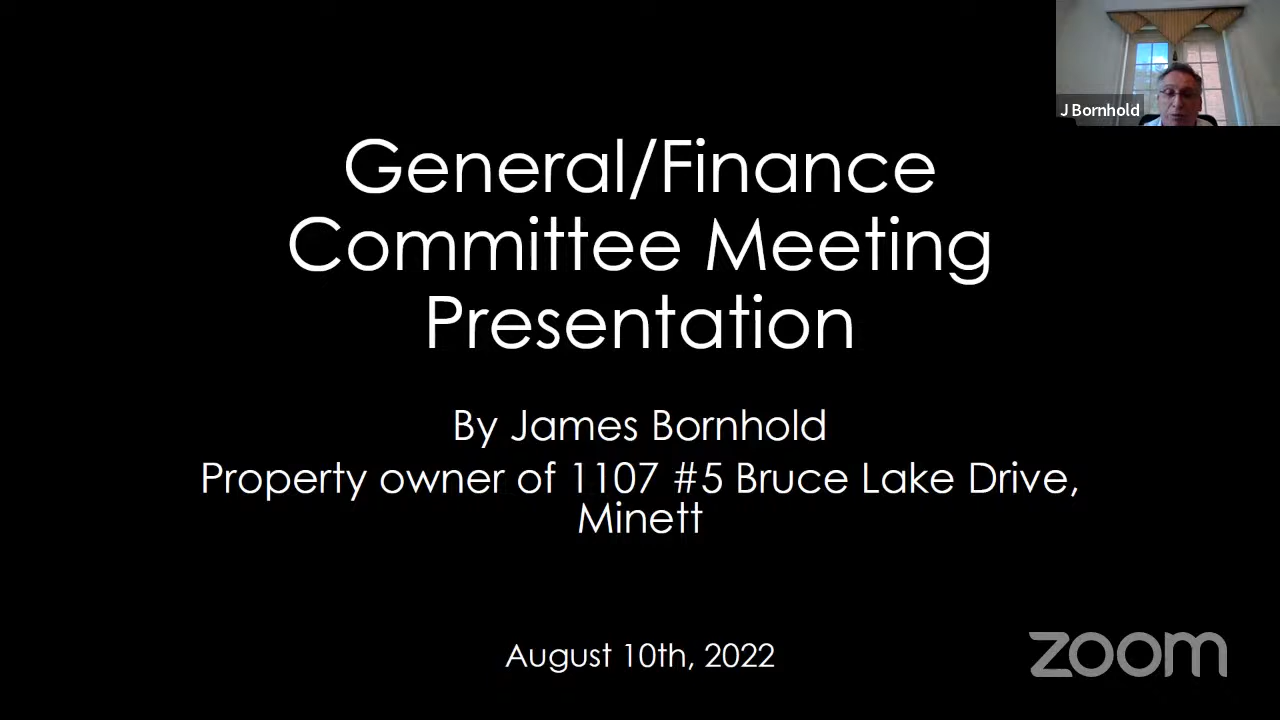 J Bornhold
General/Finance
Committee Meeting
Presentation
By James Bornhold
Property owner of 1107 #5 Bruce Lake Drive,
Minett
August 10th, 2022
zoom